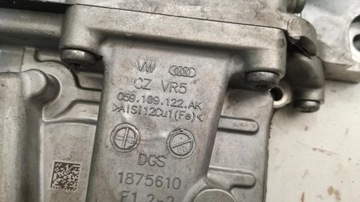 CZ VR5
059.109.122.AK
>AlSi12Cu1(Fe)<
DGS
1875610